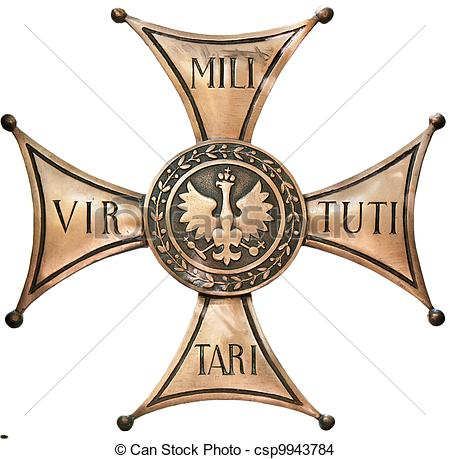 MILI
VIR TUTI
TARI
© Can Stock Photo - csp9943784